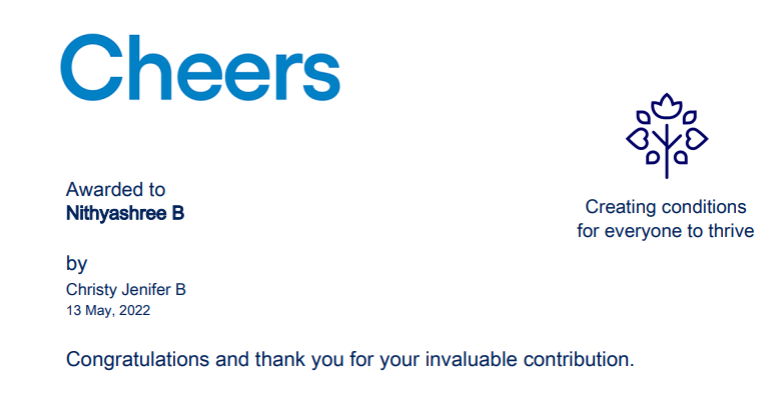 Cheers
Awarded to
Nithyashree B
by
Christy Jenifer B
13 May, 2022
Creating conditions
for everyone to thrive
Congratulations and thank you for your invaluable contribution.